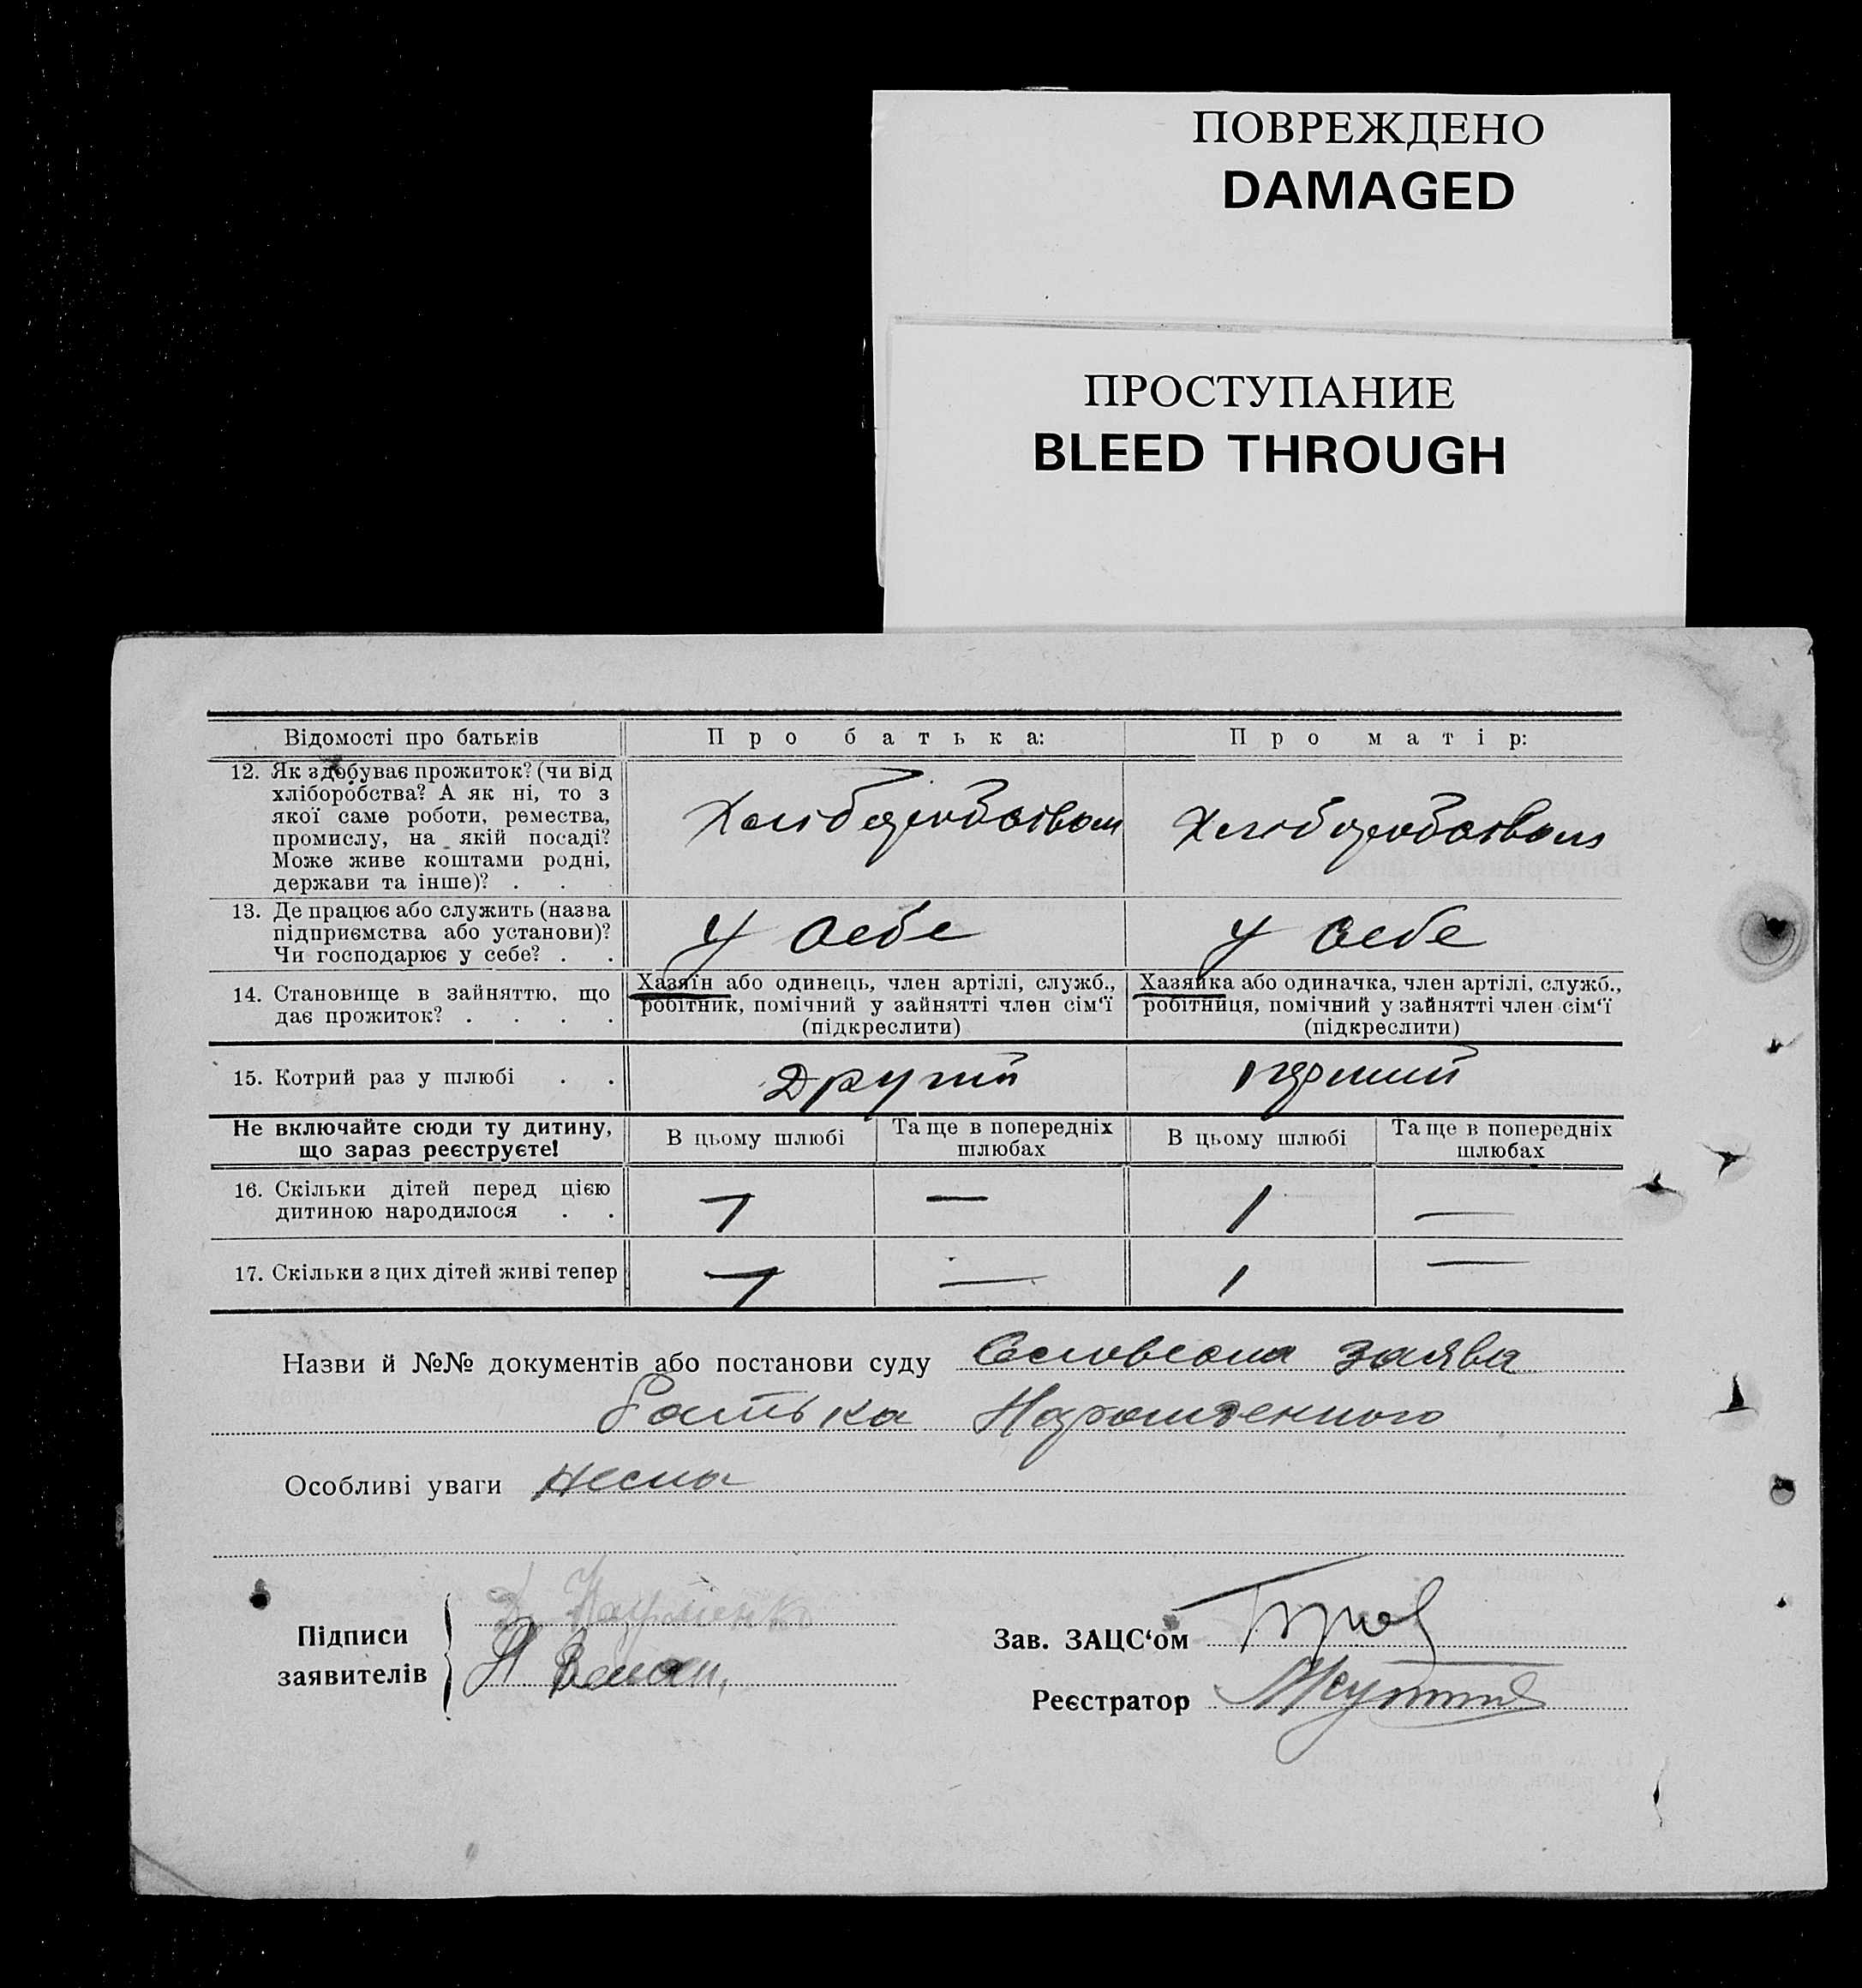 ПОВРЕЖДЕНО
DAMAGED
ПРОСТУПАНИЕ
BLEED THROUGH
Відомості про батьків
Про батька:
Про матір:
12. Як здобуває прожиток? (чи від
хліборобства? А як ні, то з
якої саме роботи, ремества,
промислу, на якій посаді?
Може живе коштами родні,
держави та інше)? . . .
Хліборобством
Хліборобством
13. Де працює або служить (назва
підприємства або установи)?
Чи господарює у себе? . .
У себе
У себе
14. Становище в зайняттю, що
дає прожиток? . . . .
Хазяїн або одинець, член артілі, служб.,
робітник, помічний у зайнятті член сім‘ї
(підкреслити)
Хазяйка або одиначка, член артілі, служб.,
робітниця, помічний у зайнятті член сім‘ї
(підкреслити)
15. Котрий раз у шлюбі . .
Другий
перший
Не включайте сюди ту дитину,
що зараз реєструєте!
В цьому шлюбі
Та ще в попередніх
шлюбах
В цьому шлюбі
Та ще в попередніх
шлюбах
16. Скільки дітей перед цією
дитиною народилося . .
1
—
1
—
17. Скільки з цих дітей живі тепер
1
—
1
—
Назви й №№ документів або постанови суду Словесна заява
батька
Особливі уваги
Підписи
заявителів
Науменко
Зав. ЗАЦС‘ом
Реєстратор